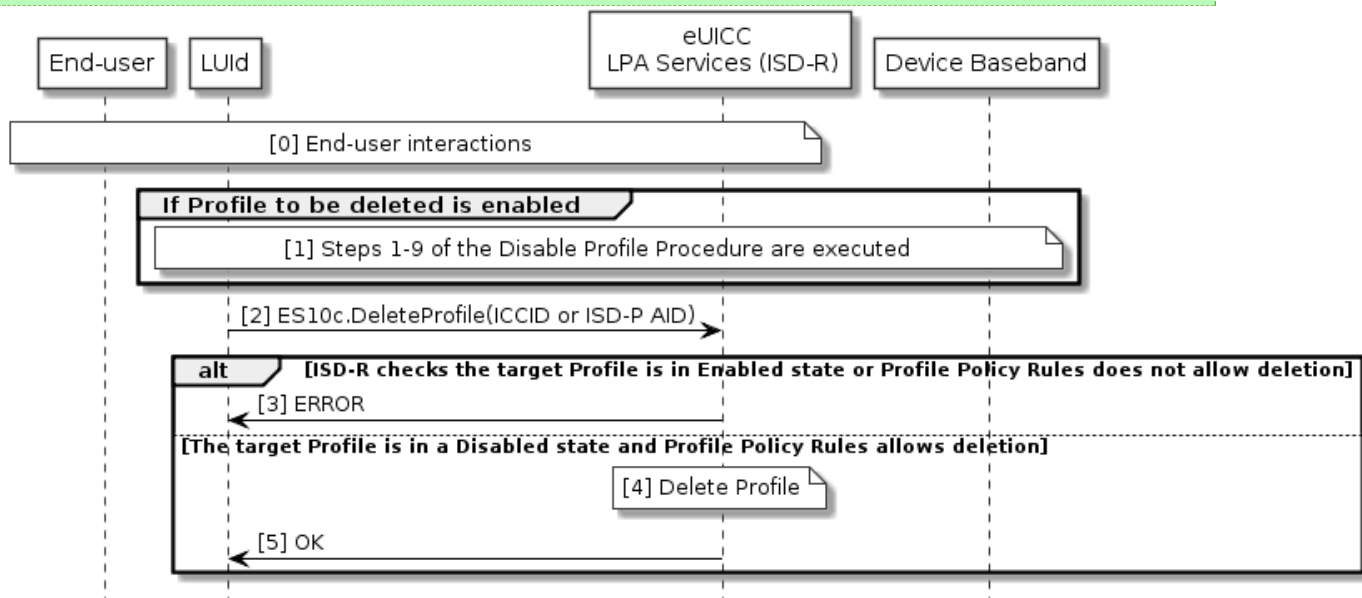 End-user
LUId
eUICC
LPA Services (ISD-R)
Device Baseband
[0] End-user interactions
If Profile to be deleted is enabled
[1] Steps 1-9 of the Disable Profile Procedure are executed
[2] ES10c.DeleteProfile(ICCID or ISD-P AID)
alt
[ISD-R checks the target Profile is in Enabled state or Profile Policy Rules does not allow deletion]
[3] ERROR
[The target Profile is in a Disabled state and Profile Policy Rules allows deletion]
[4] Delete Profile
[5] OK